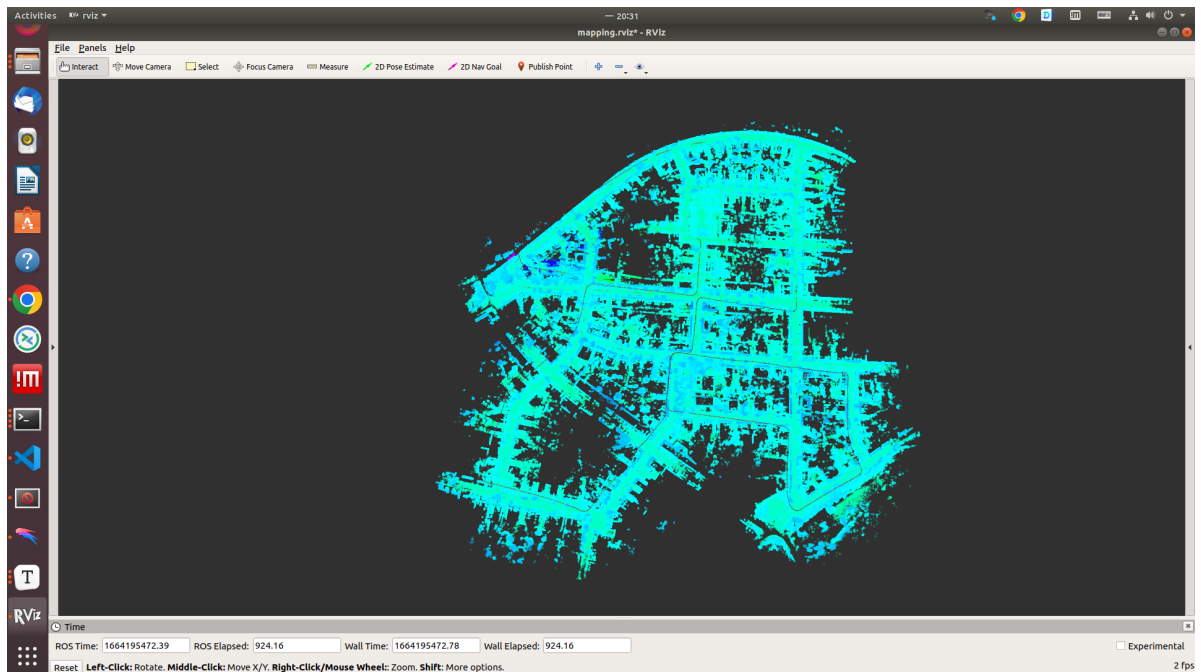 Activities RViz rviz — 20:31
mapping.rviz* - RViz
File Panels Help
Interact Move Camera Select Focus Camera Measure 2D Pose Estimate 2D Nav Goal Publish Point
Time
ROS Time: 1664195472.39 ROS Elapsed: 924.16 Wall Time: 1664195472.78 Wall Elapsed: 924.16 Experimental
Reset Left-Click: Rotate. Middle-Click: Move X/Y. Right-Click/Mouse Wheel:: Zoom. Shift: More options. 2 fps
A
?
!m
>_
T
RViz
D